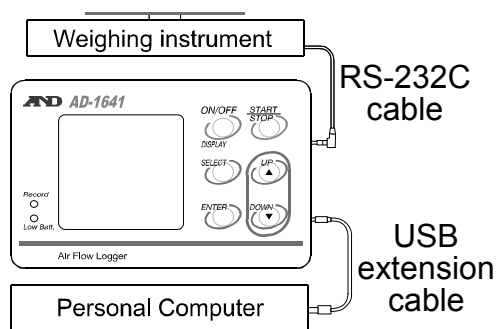 Weighing instrument
RS-232C
cable
AND AD-1641
ON/OFF
START
STOP
DISPLAY
SELECT
UP
Record
ENTER
DOWN
Low Batt.
Air Flow Logger
USB
extension
cable
Personal Computer